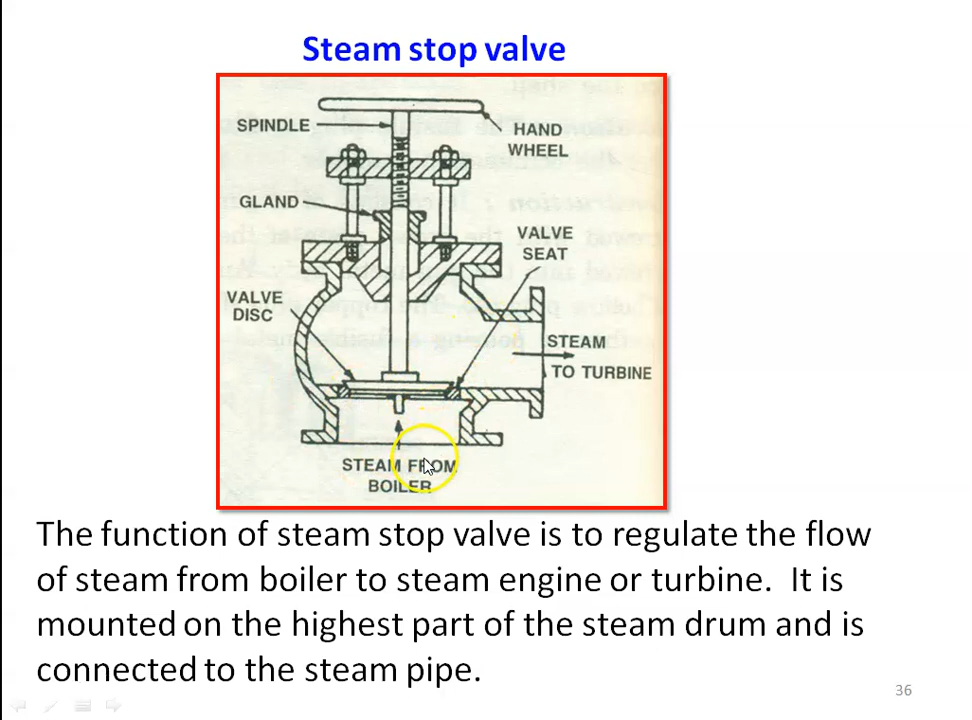 Steam stop valve
SPINDLE
HAND
WHEEL
GLAND
VALVE
SEAT
VALVE
DISC
STEAM
TO TURBINE
STEAM FROM
BOILER
The function of steam stop valve is to regulate the flow
of steam from boiler to steam engine or turbine. It is
mounted on the highest part of the steam drum and is
connected to the steam pipe.
36